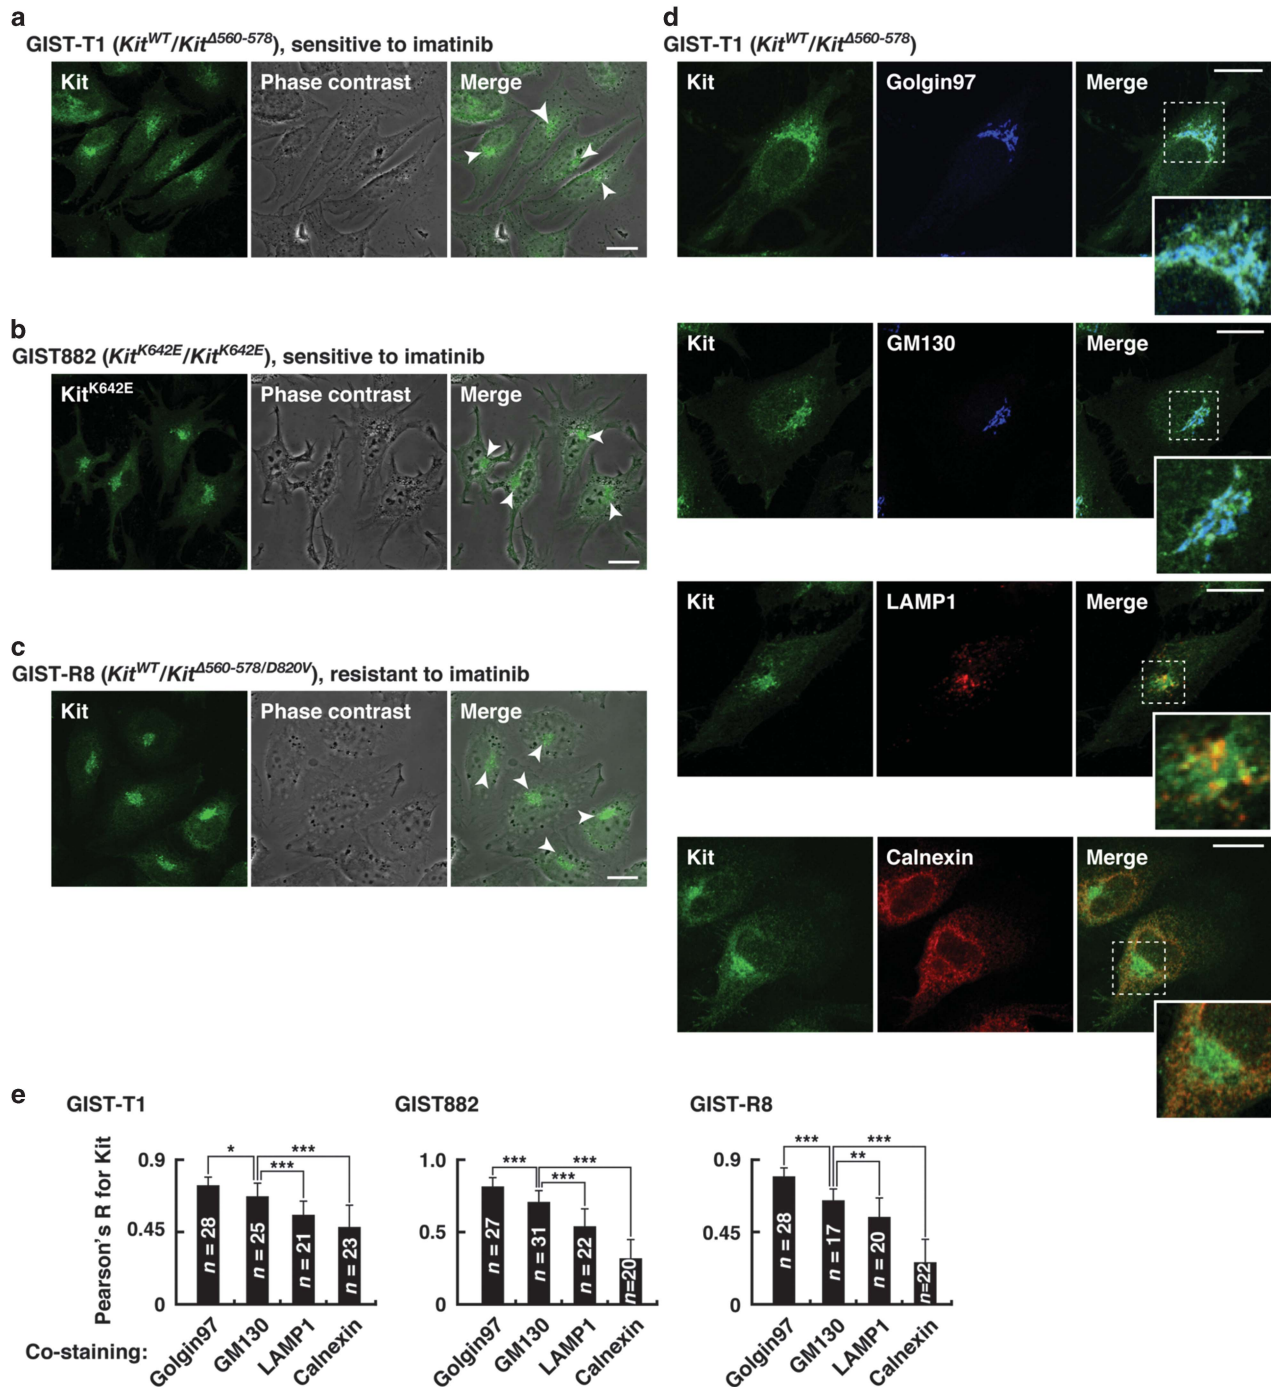 a
GIST-T1 (Kit^WT/Kit^Δ560-578), sensitive to imatinib
Kit
Phase contrast
Merge
b
GIST882 (Kit^K642E/Kit^K642E), sensitive to imatinib
Kit^K642E
Phase contrast
Merge
c
GIST-R8 (Kit^WT/Kit^Δ560-578/D820V), resistant to imatinib
Kit
Phase contrast
Merge
d
GIST-T1 (Kit^WT/Kit^Δ560-578)
Kit
Golgin97
Merge
Kit
GM130
Merge
Kit
LAMP1
Merge
Kit
Calnexin
Merge
e
GIST-T1
Pearson's R for Kit
0.9
0.45
0
*
***
***
n = 28
n = 25
n = 21
n = 23
Co-staining:
Golgin97
GM130
LAMP1
Calnexin
GIST882
1.0
0.5
0
***
***
***
n = 27
n = 31
n = 22
n=20
Golgin97
GM130
LAMP1
Calnexin
GIST-R8
0.9
0.45
0
***
***
**
n = 28
n = 17
n = 20
n=22
Golgin97
GM130
LAMP1
Calnexin